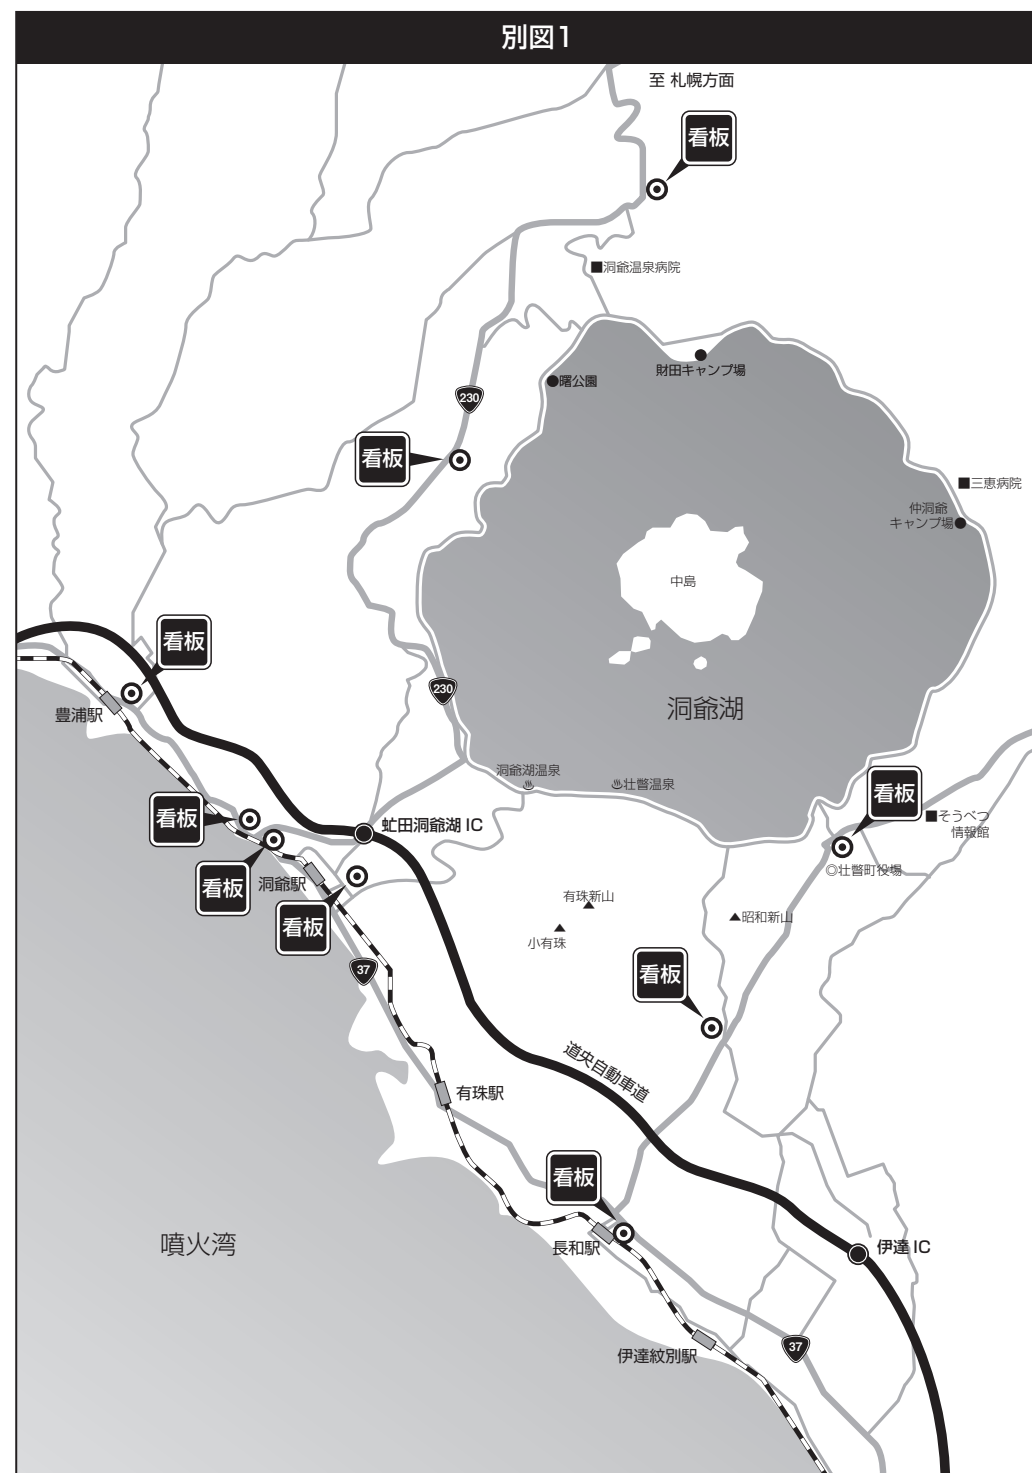 別図1
至 札幌方面
看板
■洞爺温泉病院
財田キャンプ場
●曙公園
230
看板
■三恵病院
仲洞爺
キャンプ場●
中島
看板
230
豊浦駅
洞爺湖
洞爺湖温泉
♨壮瞥温泉
看板
看板
虻田洞爺湖 IC
■そうべつ
情報館
◎壮瞥町役場
看板
洞爺駅
看板
有珠新山
▲昭和新山
小有珠
37
看板
道央自動車道
有珠駅
看板
噴火湾
長和駅
伊達 IC
37
伊達紋別駅